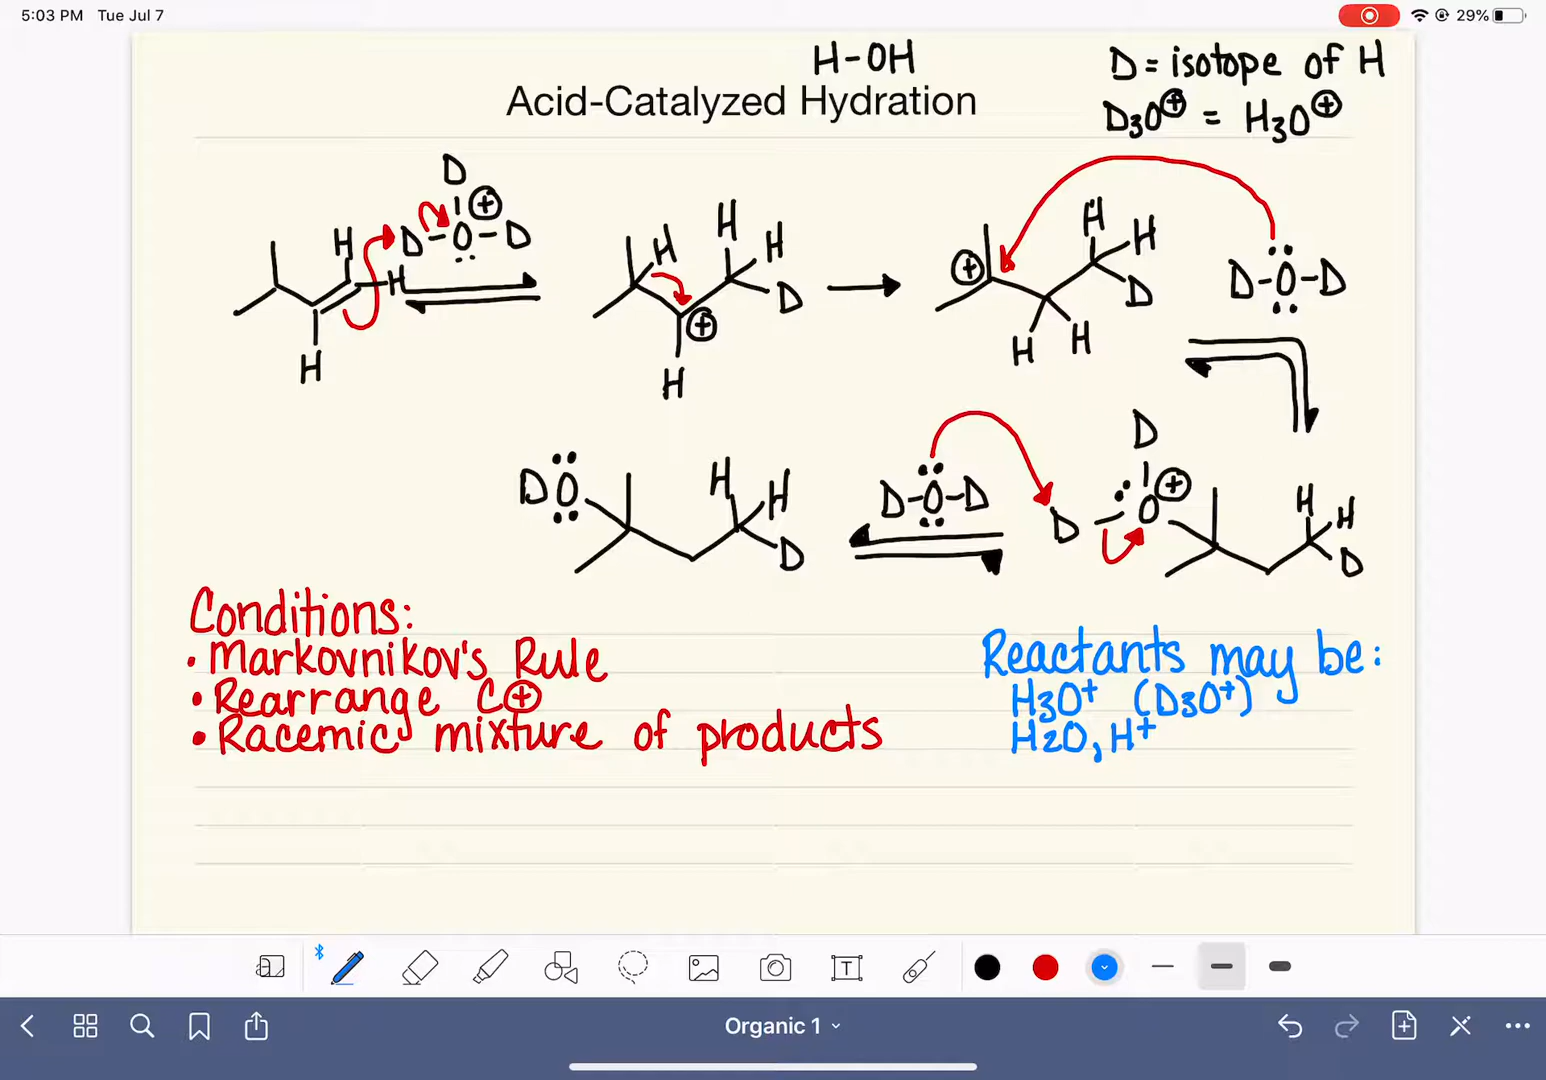 5:03 PM Tue Jul 7
29%
H-OH
Acid-Catalyzed Hydration
D = isotope of H
D3O⊕ = H3O⊕
D
⊕
D-O-D
H
H
H
H
H
H
D
⊕
H
⊕
H
H
D
H
H
D-O-D
DO
H
H
D
D-O-D
D
D-O⊕
H
H
D
Conditions:
• Markovnikov's Rule
• Rearrange C⊕
• Racemic mixture of products
Reactants may be:
H3O+ (D3O+)
H2O, H+
T
Organic 1